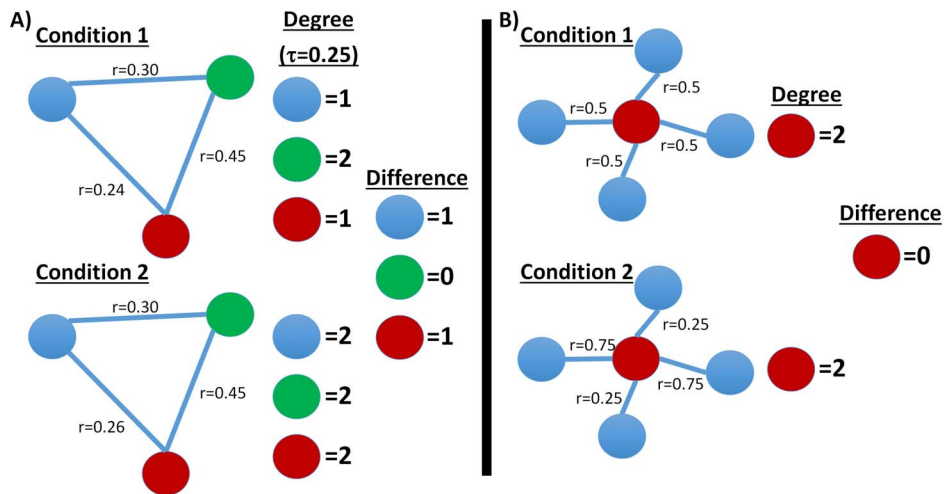 A)
Condition 1
r=0.30
r=0.24
r=0.45
Degree
(τ=0.25)
=1
=2
=1
Condition 2
r=0.30
r=0.26
r=0.45
=2
=2
=2
Difference
=1
=0
=1
B)
Condition 1
r=0.5
r=0.5
r=0.5
r=0.5
Degree
=2
Condition 2
r=0.25
r=0.75
r=0.75
r=0.25
=2
Difference
=0